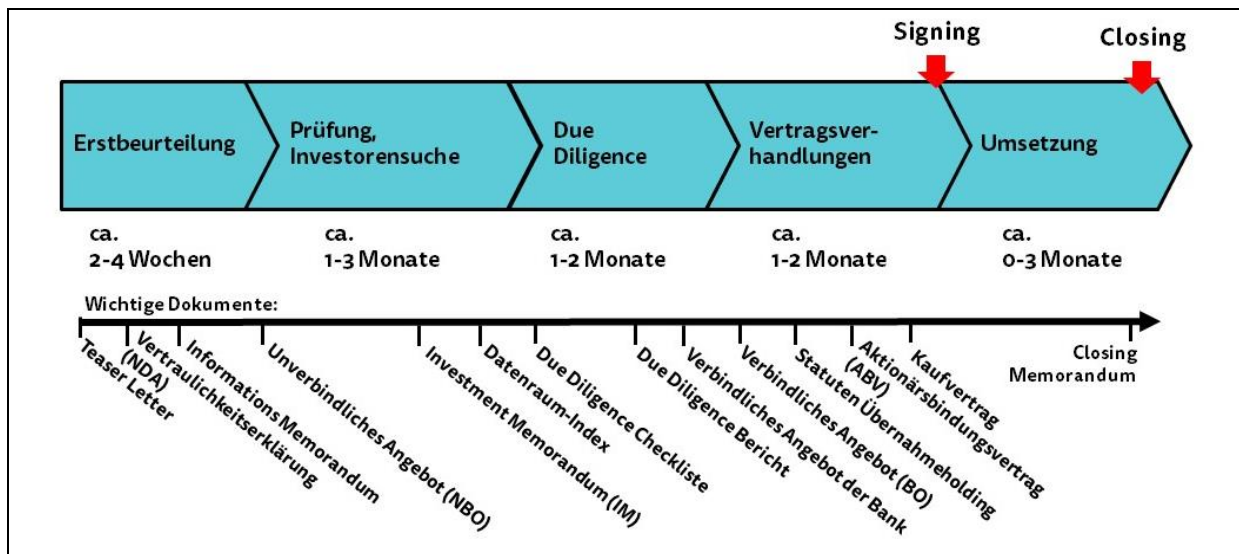 Signing
Closing
Erstbeurteilung
Prüfung,
Investorensuche
Due
Diligence
Vertragsver-
handlungen
Umsetzung
ca.
2-4 Wochen
ca.
1-3 Monate
ca.
1-2 Monate
ca.
1-2 Monate
ca.
0-3 Monate
Wichtige Dokumente:
Teaser Letter
Vertraulichkeitserklärung
(NDA)
Informations Memorandum
Unverbindliches Angebot (NBO)
Investment Memorandum (IM)
Datenraum-Index
Due Diligence Checkliste
Due Diligence Bericht
Verbindliches Angebot der Bank
Verbindliches Angebot (BO)
Statuten Übernahmeholding
Aktionärsbindungsvertrag
(ABV)
Kaufvertrag
Closing
Memorandum